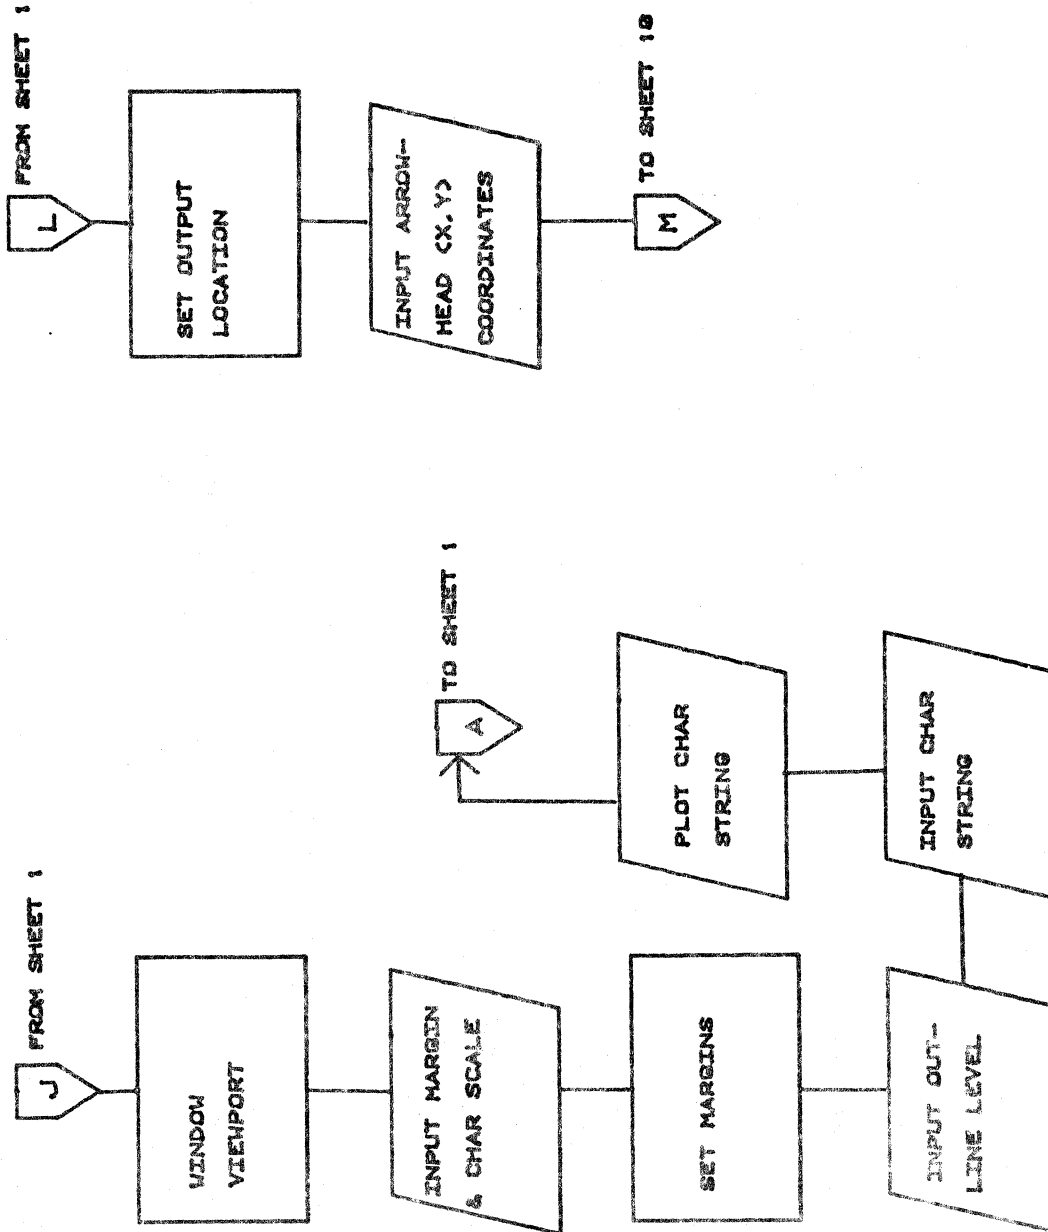 FROM SHEET 1
J
WINDOW
VIEWPORT
INPUT MARGIN
& CHAR SCALE
SET MARGINS
INPUT OUT-
LINE LEVEL
INPUT CHAR
STRING
PLOT CHAR
STRING
A
TO SHEET 1
FROM SHEET 1
L
SET OUTPUT
LOCATION
INPUT ARROW-
HEAD <X.Y>
COORDINATES
M
TO SHEET 10